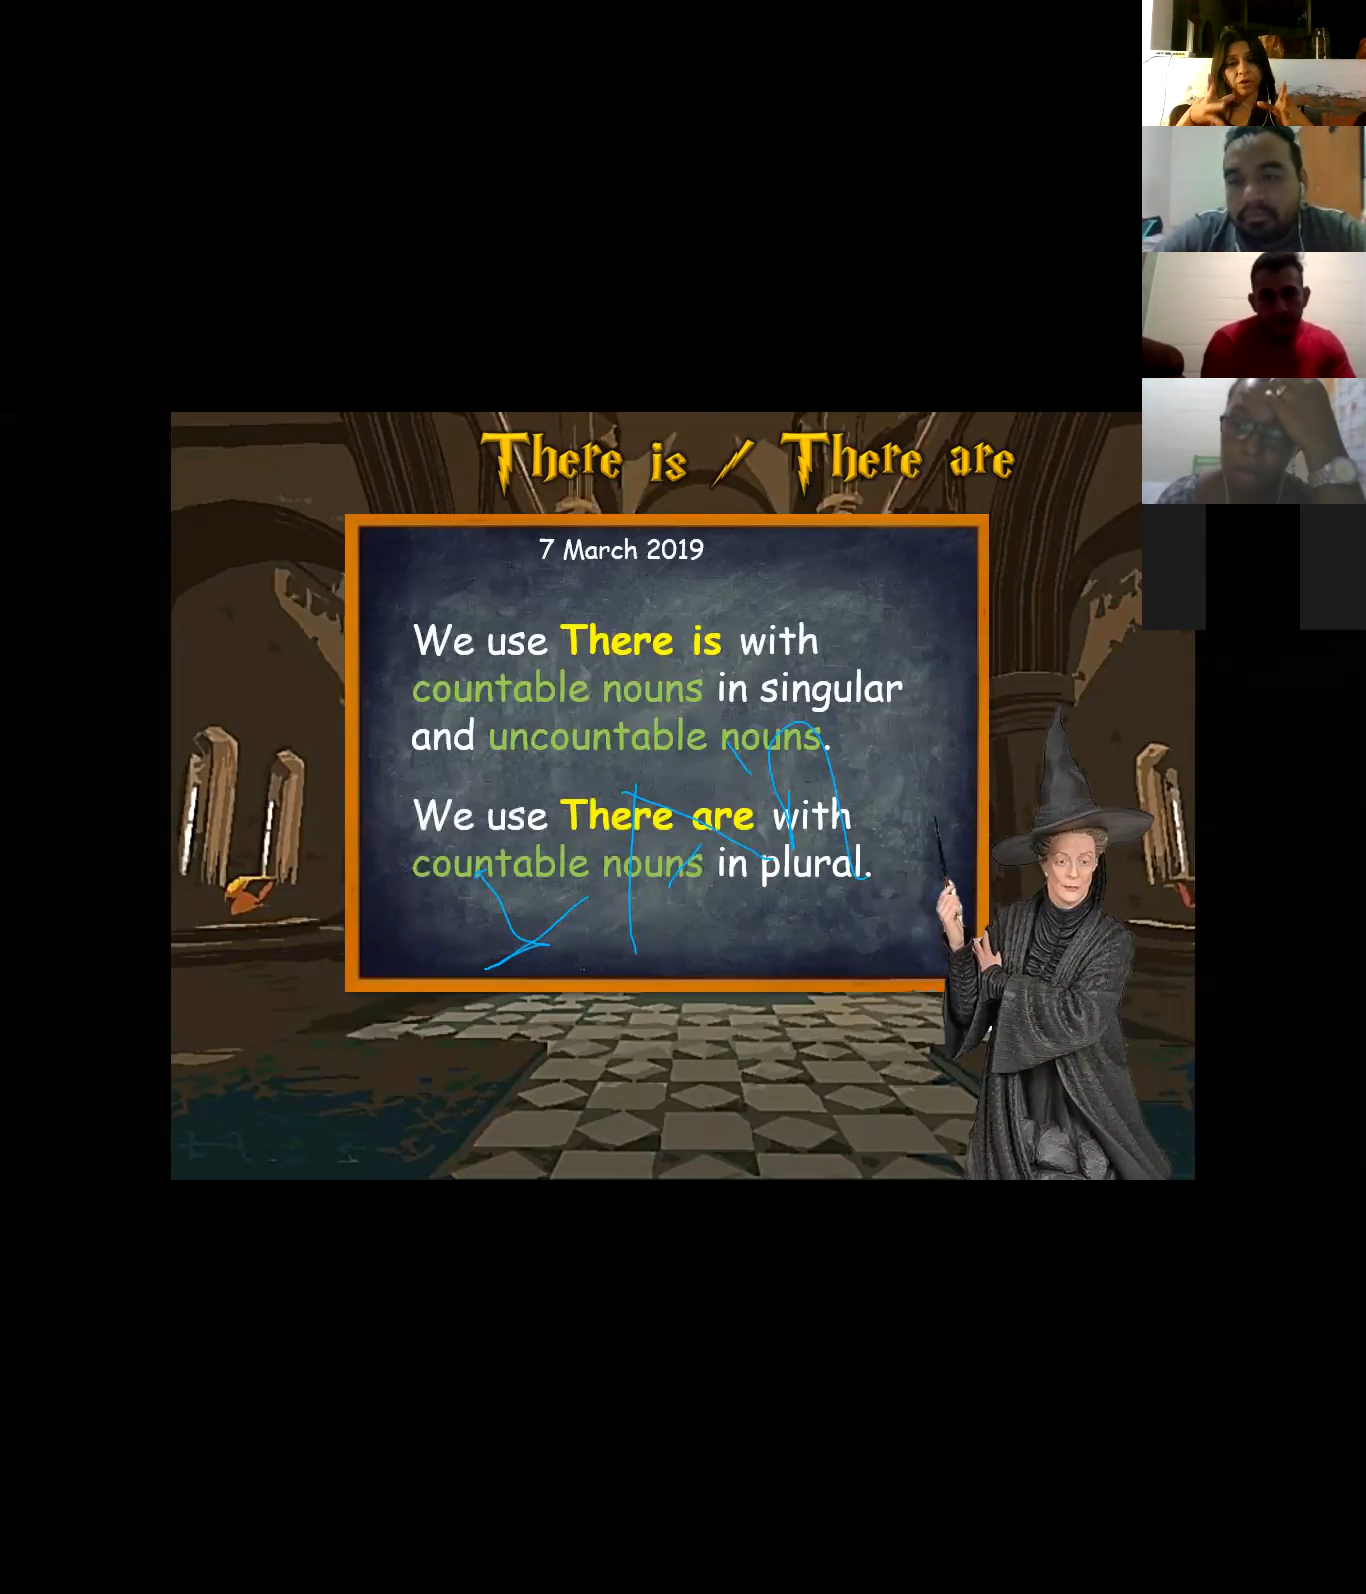 There is / There are
7 March 2019
We use There is with
countable nouns in singular
and uncountable nouns.
We use There are with
countable nouns in plural.